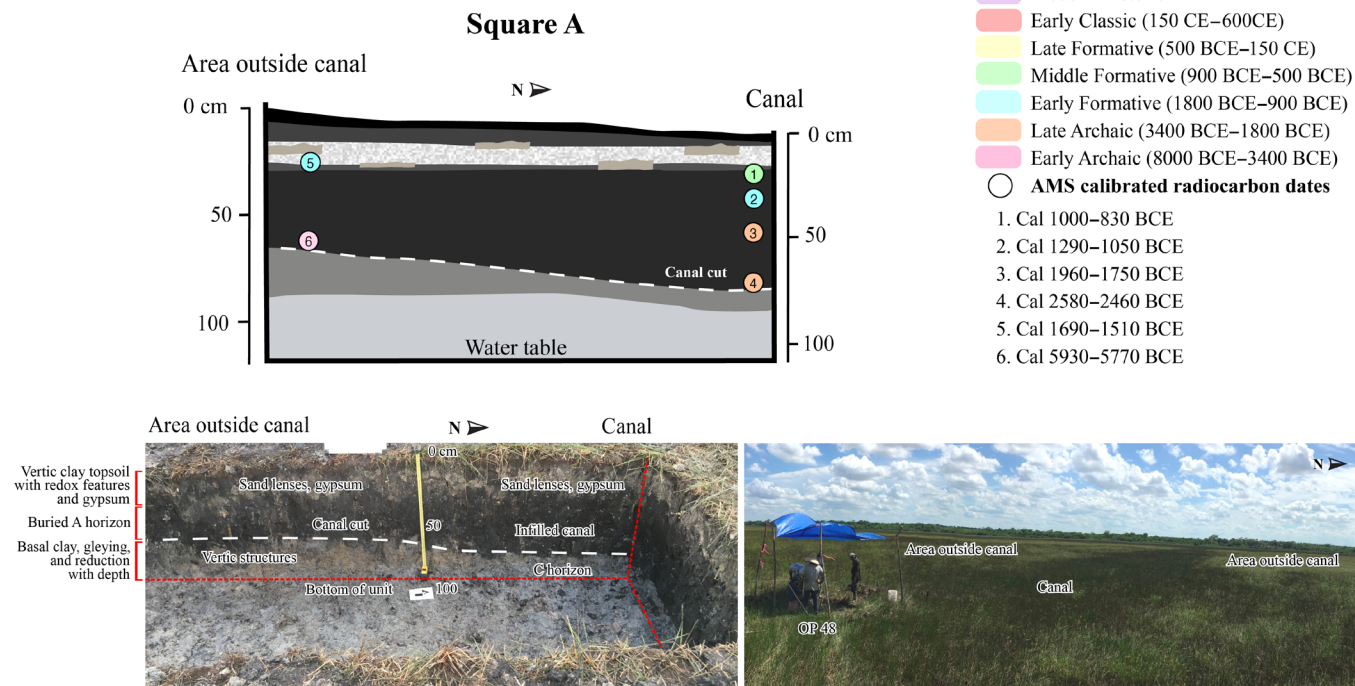 Square A
Area outside canal
N
Canal
0 cm
0 cm
5
1
2
50
3
50
6
Canal cut
4
100
Water table
100
Early Classic (150 CE–600CE)
Late Formative (500 BCE–150 CE)
Middle Formative (900 BCE–500 BCE)
Early Formative (1800 BCE–900 BCE)
Late Archaic (3400 BCE–1800 BCE)
Early Archaic (8000 BCE–3400 BCE)
AMS calibrated radiocarbon dates
1. Cal 1000–830 BCE
2. Cal 1290–1050 BCE
3. Cal 1960–1750 BCE
4. Cal 2580–2460 BCE
5. Cal 1690–1510 BCE
6. Cal 5930–5770 BCE
Area outside canal
N
Canal
Vertic clay topsoil
with redox features
and gypsum
Buried A horizon
Basal clay, gleying,
and reduction
with depth
0 cm
Sand lenses, gypsum
Sand lenses, gypsum
Canal cut
50
Infilled canal
Vertic structures
C horizon
Bottom of unit
100
N
Area outside canal
Area outside canal
Canal
OP 48